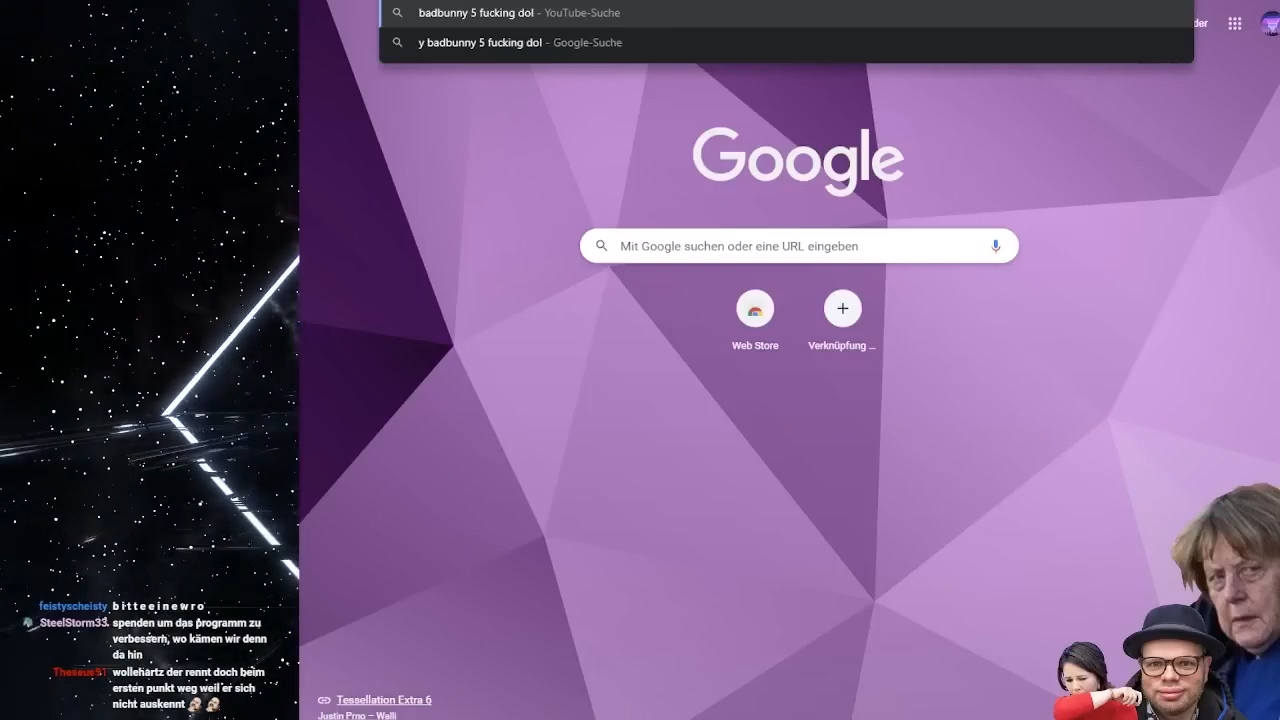 badbunny 5 fucking dol - YouTube-Suche
y badbunny 5 fucking dol - Google-Suche
der
Google
Mit Google suchen oder eine URL eingeben
Web Store
Verknüpfung ...
feistyscheisty b i t t e e i n e w r o
SteelStorm33. spenden um das programm zu
verbessern, wo kämen wir denn
da hin
Theseus91 wollehartz der rennt doch beim
ersten punkt weg weil er sich
nicht auskennt
Tessellation Extra 6
Justin Prno – Walli